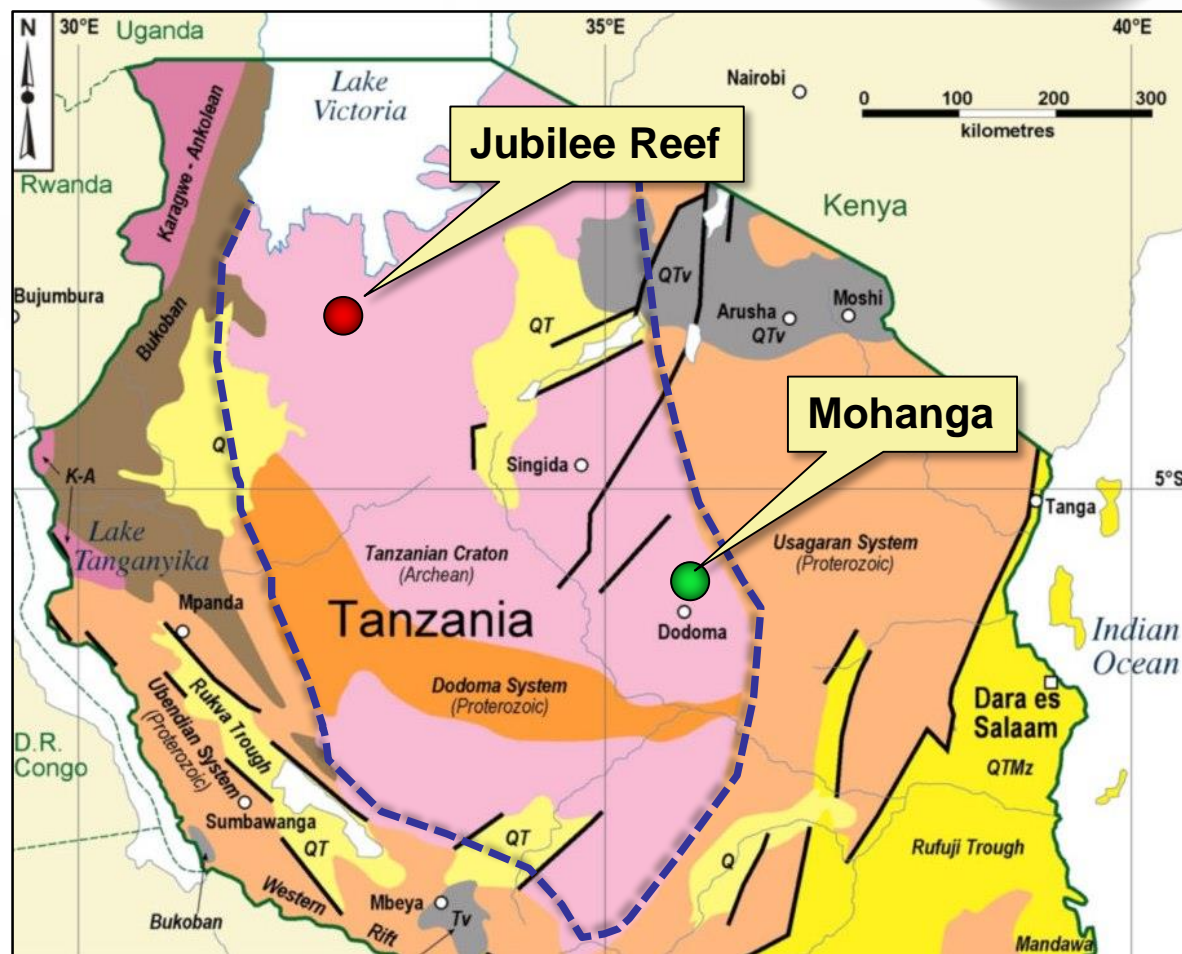 30°E
35°E
40°E
N
Uganda
Lake
Victoria
Nairobi
0 100 200 300
kilometres
Jubilee Reef
Rwanda
Karagwe - Ankolean
Kenya
Bujumbura
Bukoban
QTv
QT
Arusha
QTv
Moshi
Mohanga
Q
Singida
K-A
5°S
Tanga
Lake
Tanganyika
Tanzanian Craton
(Archean)
Usagaran System
(Proterozoic)
Mpanda
Tanzania
Dodoma
Indian
Ocean
Dodoma System
(Proterozoic)
Dara es
Salaam
QTMz
Rukva Trough
Ubendian System
(Proterozoic)
D.R.
Congo
Sumbawanga
QT
QT
Q
Rufuji Trough
Western
Rift
Mbeya
Tv
Bukoban
Mandawa